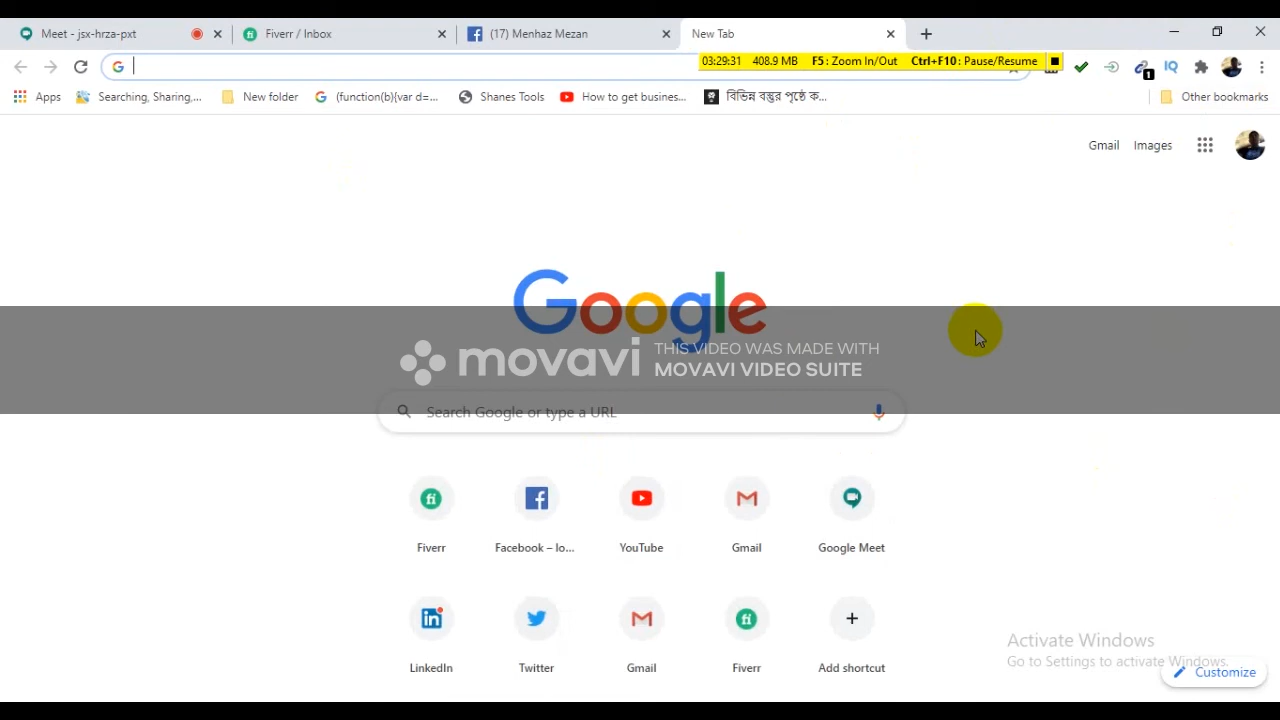 Meet - jsx-hrza-pxt
Fiverr / Inbox
(17) Menhaz Mezan
New Tab
03:29:31 408.9 MB F5: Zoom In/Out Ctrl+F10: Pause/Resume
1
IQ
Apps
Searching, Sharing,...
New folder
(function(b){var d=...
Shanes Tools
How to get busines...
বিভিন্ন বস্তুর পৃষ্ঠে ক...
Other bookmarks
Gmail Images
Google
movavi
THIS VIDEO WAS MADE WITH
MOVAVI VIDEO SUITE
Search Google or type a URL
Fiverr
Facebook – lo...
YouTube
Gmail
Google Meet
LinkedIn
Twitter
Gmail
Fiverr
Add shortcut
Activate Windows
Go to Settings to activate Windows.
Customize